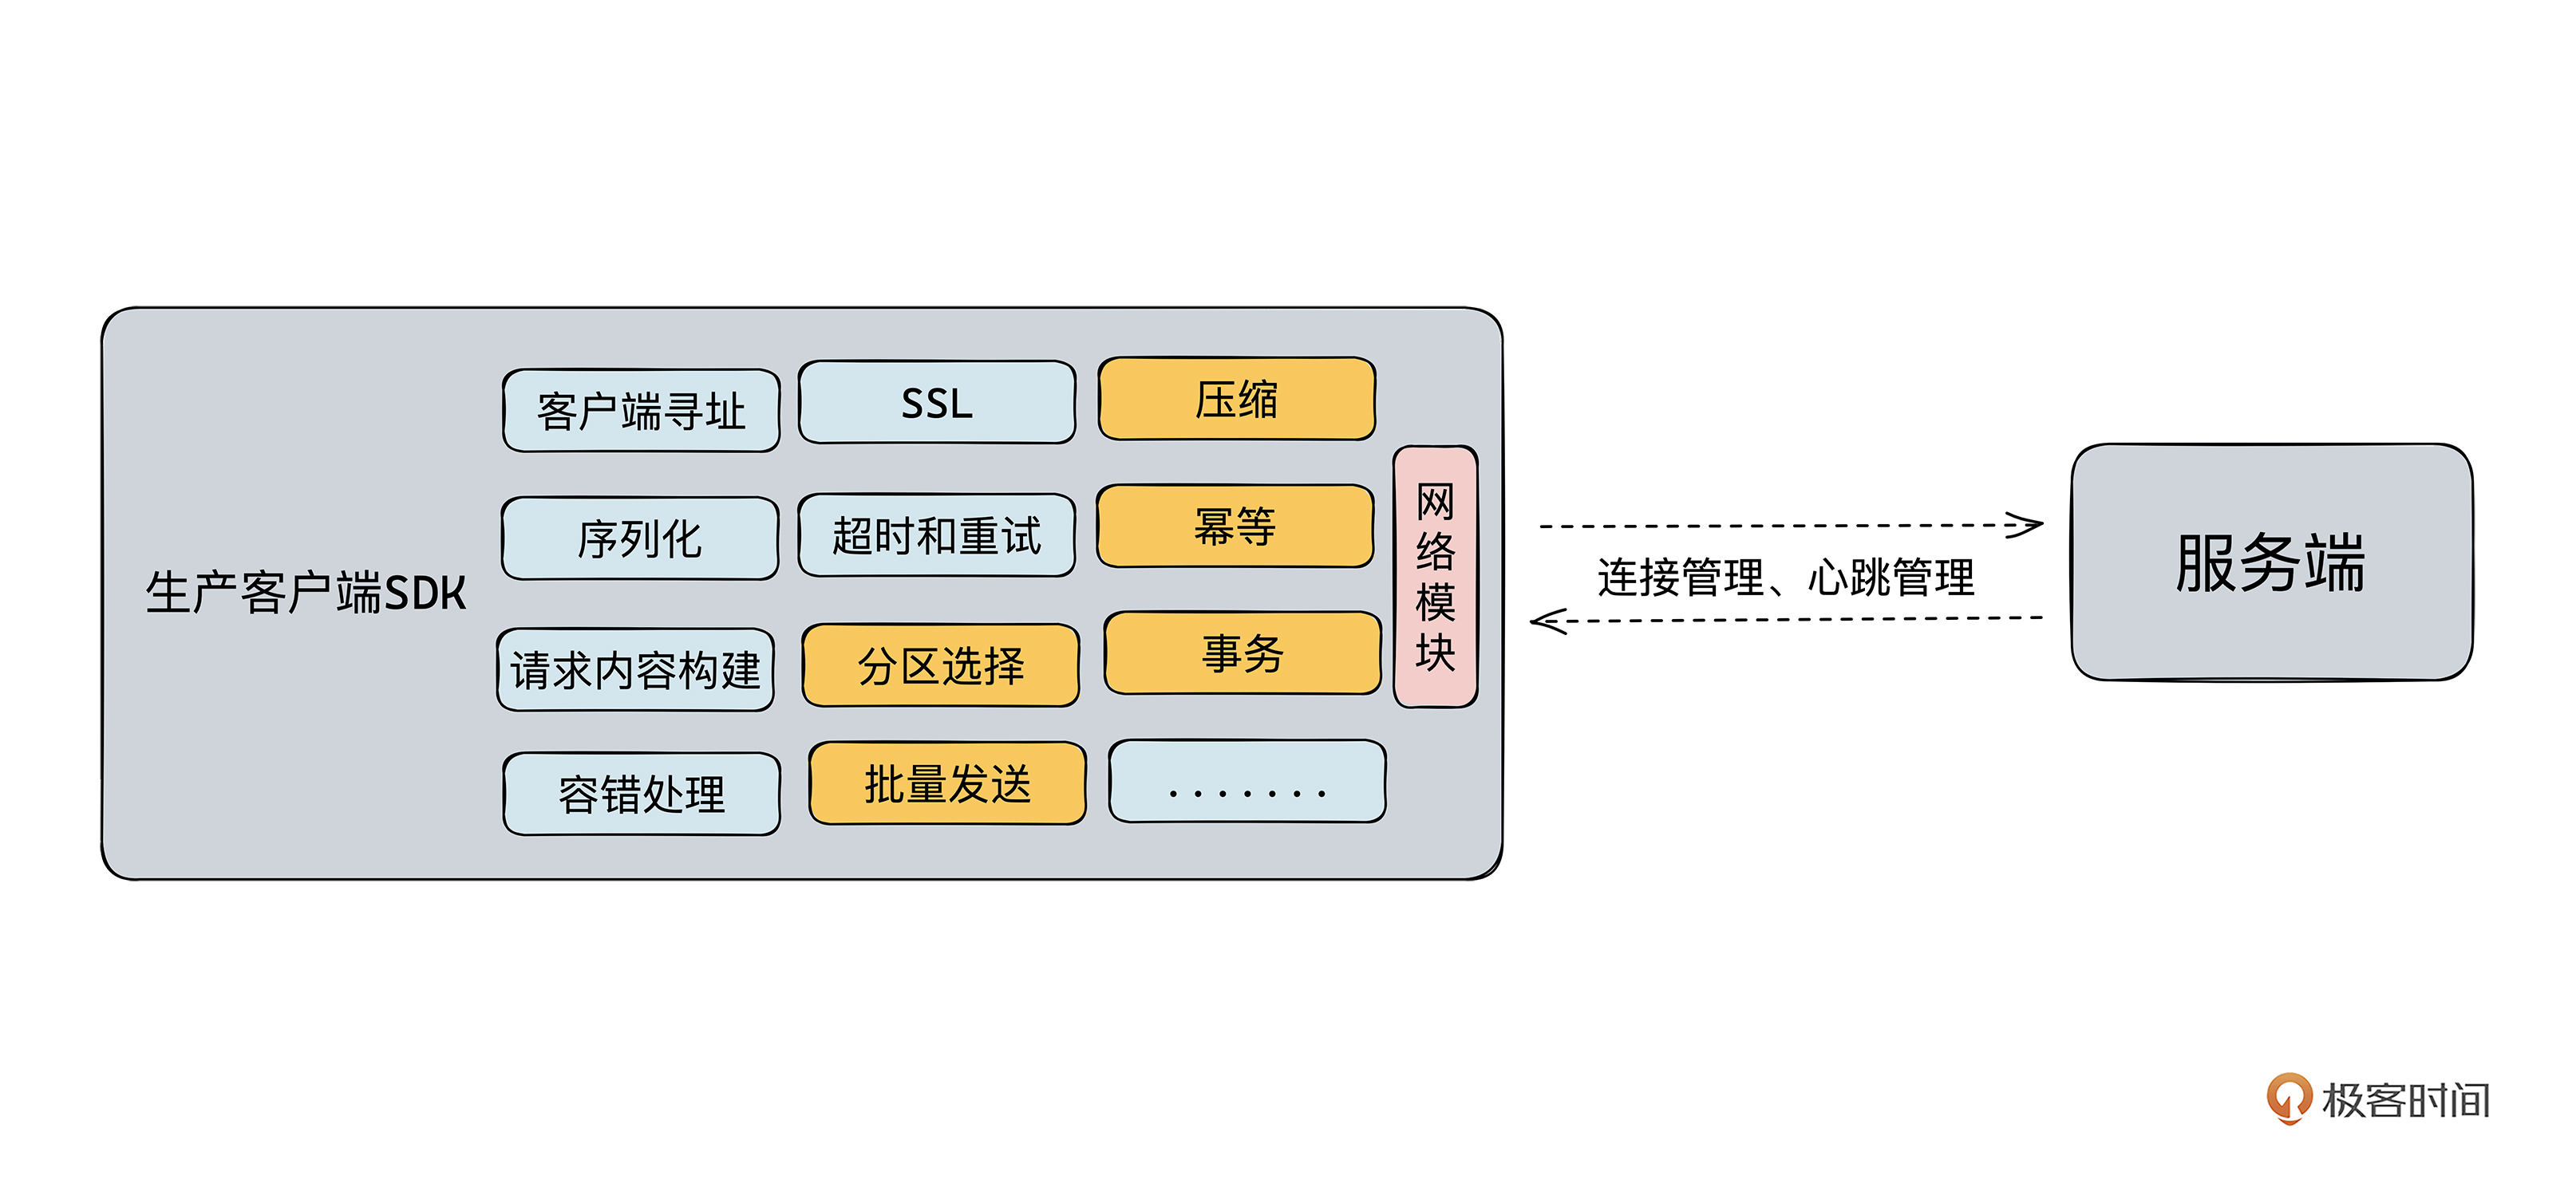 生产客户端SDK
客户端寻址
SSL
压缩
序列化
超时和重试
幂等
请求内容构建
分区选择
事务
容错处理
批量发送
.......
网
络
模
块
连接管理、心跳管理
服务端
极客时间